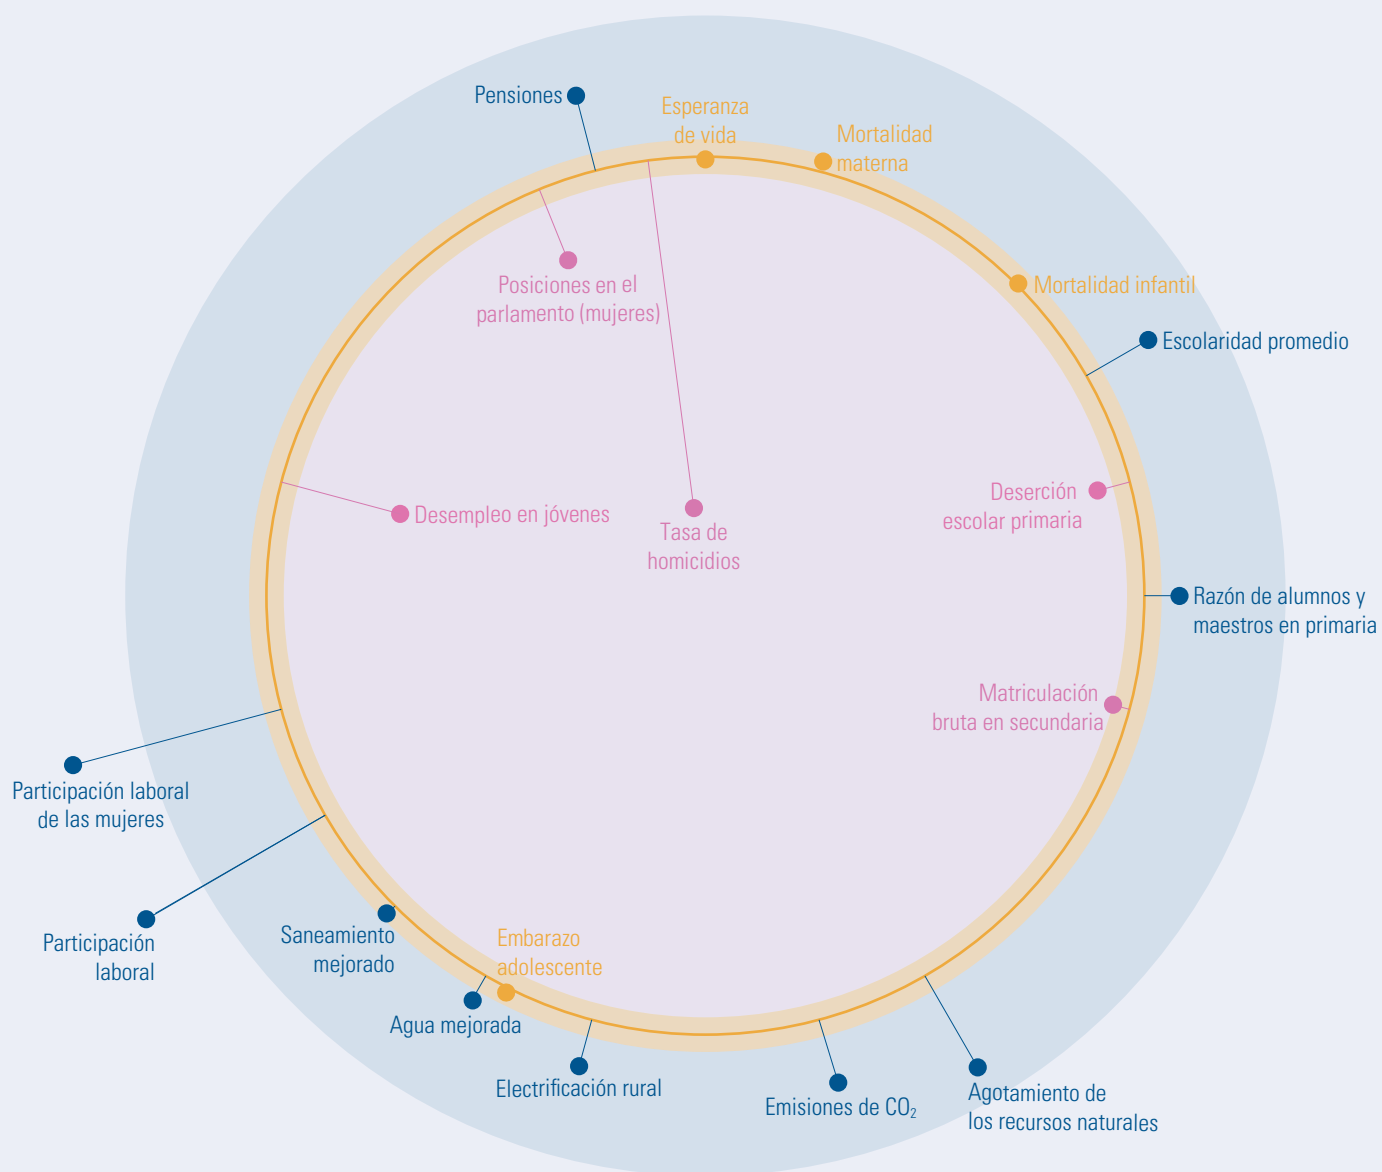 Pensiones
Esperanza
de vida
Mortalidad
materna
Posiciones en el
parlamento (mujeres)
Mortalidad infantil
Escolaridad promedio
Desempleo en jóvenes
Tasa de
homicidios
Deserción
escolar primaria
Razón de alumnos y
maestros en primaria
Matriculación
bruta en secundaria
Participación laboral
de las mujeres
Participación
laboral
Saneamiento
mejorado
Embarazo
adolescente
Agua mejorada
Electrificación rural
Emisiones de CO₂
Agotamiento de
los recursos naturales